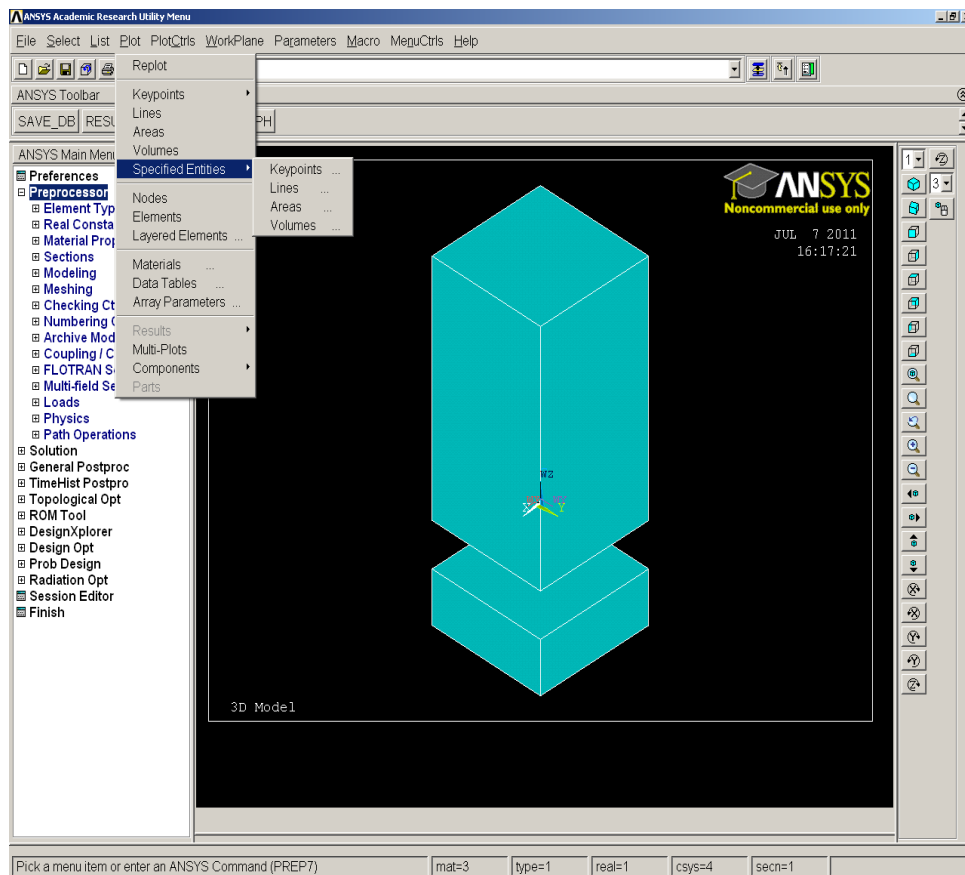 ANSYS Academic Research Utility Menu
File Select List Plot PlotCtrls WorkPlane Parameters Macro MenuCtrls Help
ANSYS Toolbar
SAVE_DB RESU PH
Replot
Keypoints
Lines
Areas
Volumes
Specified Entities
Nodes
Elements
Layered Elements ...
Materials ...
Data Tables ...
Array Parameters ...
Results
Multi-Plots
Components
Parts
Keypoints ...
Lines ...
Areas ...
Volumes ...
ANSYS Main Menu
Preferences
Preprocessor
Element Typ
Real Consta
Material Prop
Sections
Modeling
Meshing
Checking Ct
Numbering C
Archive Mod
Coupling / C
FLOTRAN S
Multi-field Se
Loads
Physics
Path Operations
Solution
General Postproc
TimeHist Postpro
Topological Opt
ROM Tool
DesignXplorer
Design Opt
Prob Design
Radiation Opt
Session Editor
Finish
ANSYS
Noncommercial use only
JUL 7 2011
16:17:21
WZ
X
Y
3D Model
1
3
Pick a menu item or enter an ANSYS Command (PREP7) mat=3 type=1 real=1 csys=4 secn=1